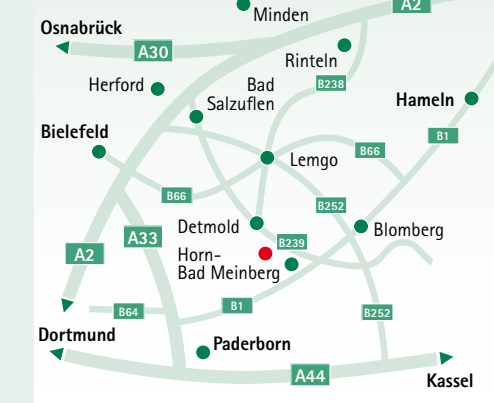 A2
Minden
Osnabrück
A30
Rinteln
Herford
Bad
Salzuflen
B238
Hameln
B1
Bielefeld
Lemgo
B66
B66
B252
Detmold
A33
B239
Blomberg
A2
Horn-
Bad Meinberg
B64
B1
B252
Dortmund
Paderborn
A44
Kassel